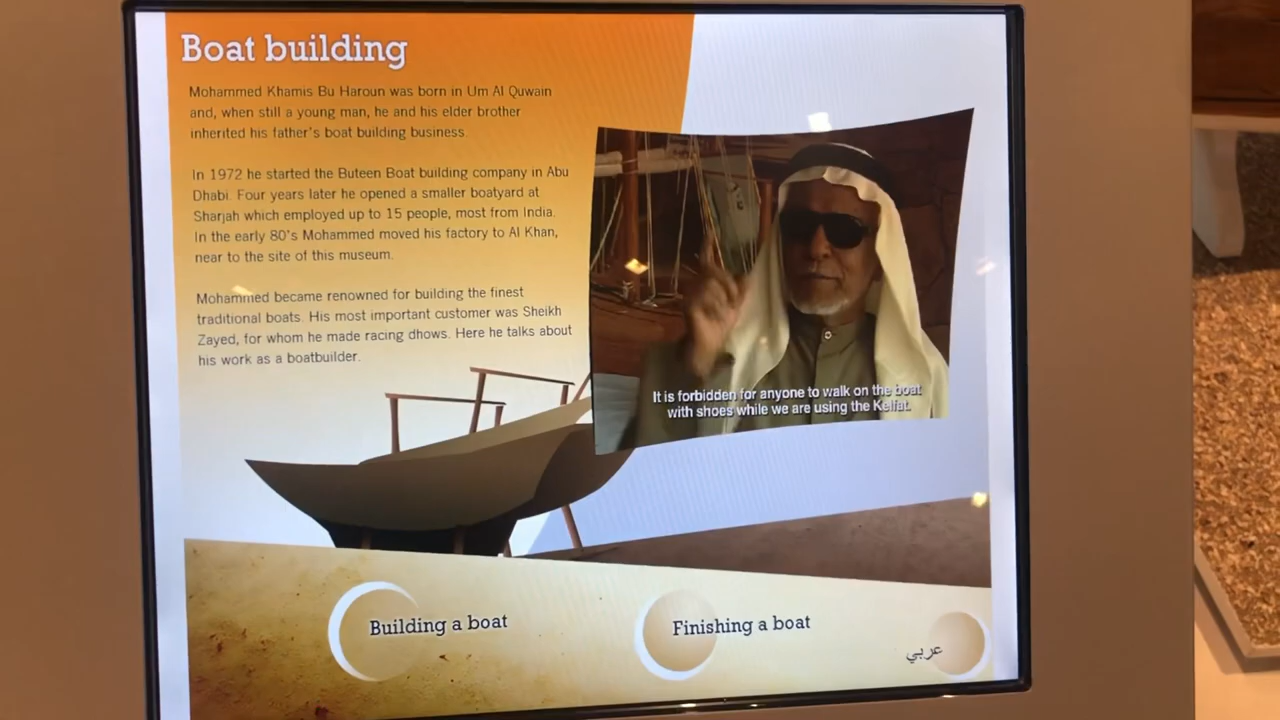 Boat building
Mohammed Khamis Bu Haroun was born in Um Al Quwain
and, when still a young man, he and his elder brother
inherited his father's boat building business.
In 1972 he started the Buteen Boat building company in Abu
Dhabi. Four years later he opened a smaller boatyard at
Sharjah which employed up to 15 people, most from India.
In the early 80's Mohammed moved his factory to Al Khan,
near to the site of this museum.
Mohammed became renowned for building the finest
traditional boats. His most important customer was Sheikh
Zayed, for whom he made racing dhows. Here he talks about
his work as a boatbuilder.
It is forbidden for anyone to walk on the boat
with shoes while we are using the Kelfat.
Building a boat
Finishing a boat
عربي